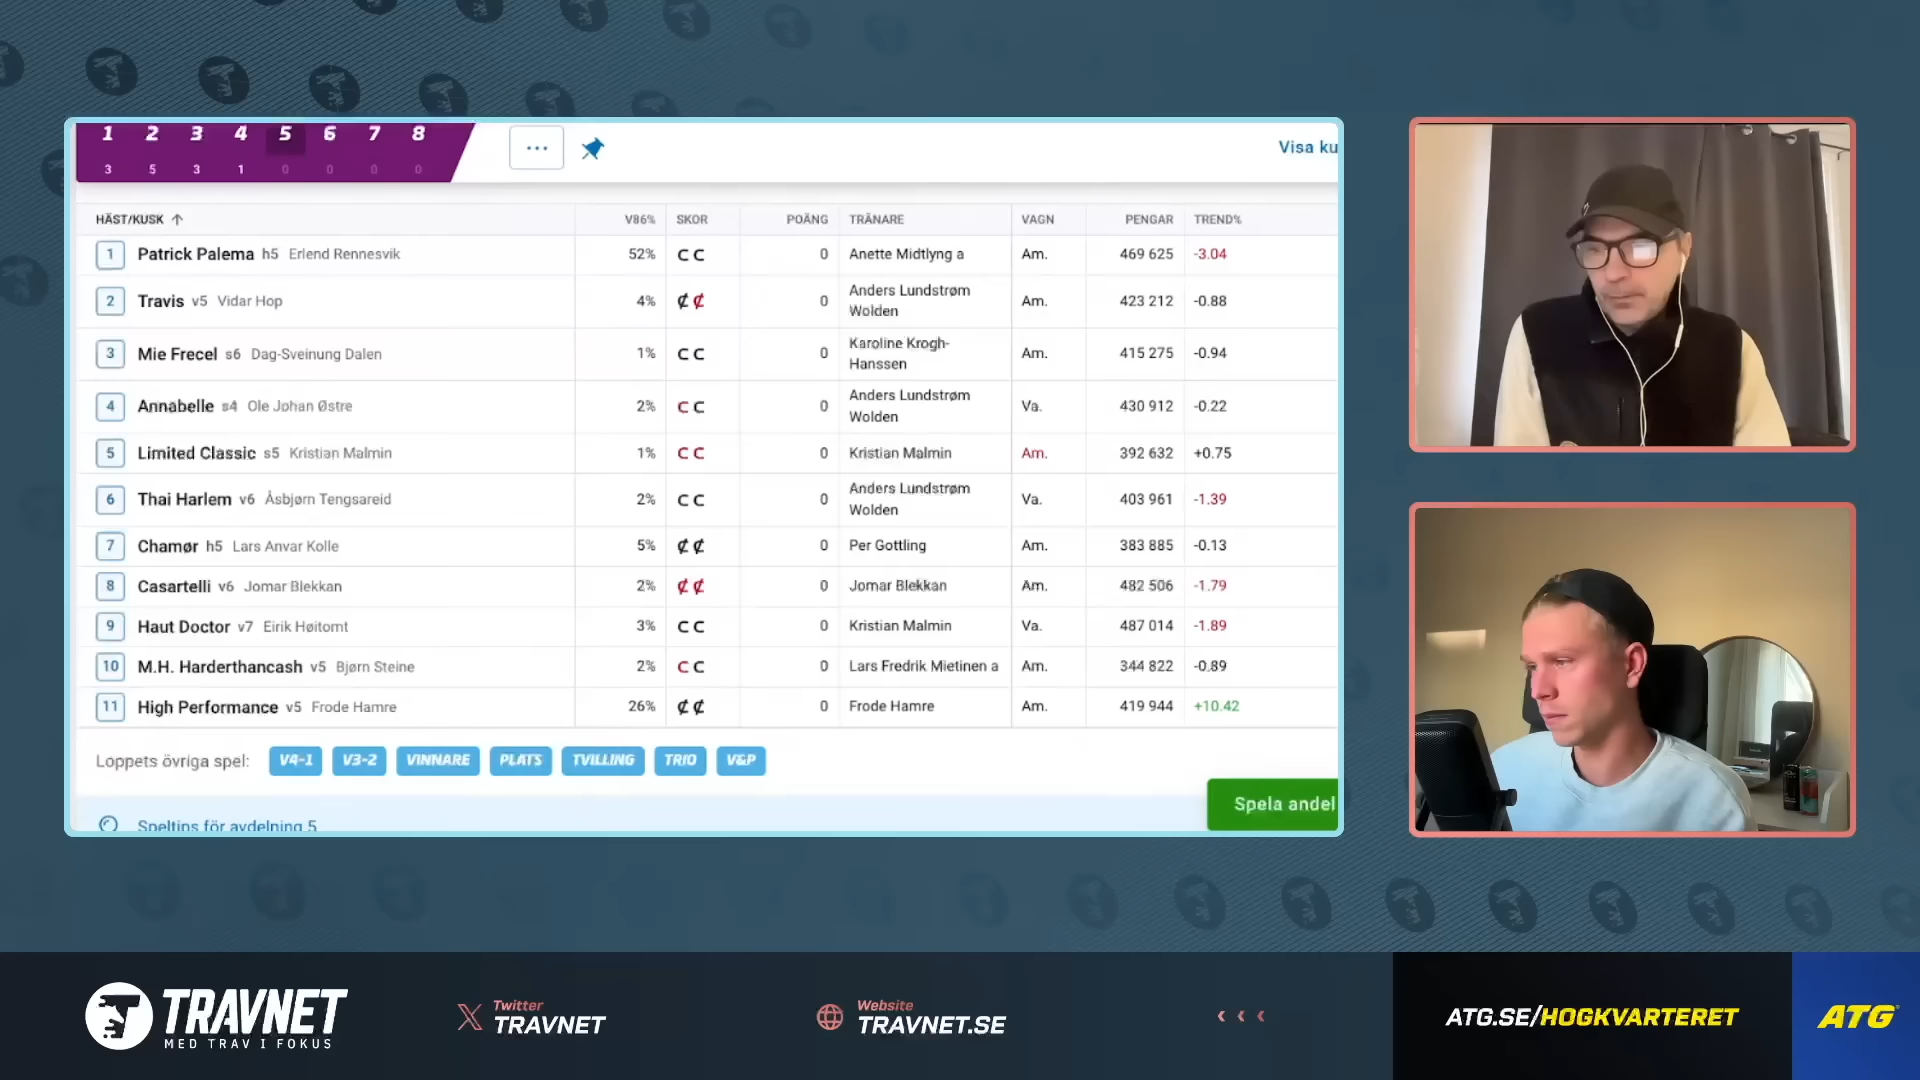 1 2 3 4 5 6 7 8
3 5 3 1 0 0 0 0
... Visa ku
HÄST/KUSK ↑ V86% SKOR POÄNG TRÄNARE VAGN PENGAR TREND%
1 Patrick Palema h5 Erlend Rennesvik 52% C C 0 Anette Midtlyng a Am. 469 625 -3.04
2 Travis v5 Vidar Hop 4% ₵ ₵ 0 Anders Lundstrøm Wolden Am. 423 212 -0.88
3 Mie Frecel s6 Dag-Sveinung Dalen 1% C C 0 Karoline Krogh-Hanssen Am. 415 275 -0.94
4 Annabelle s4 Ole Johan Østre 2% C C 0 Anders Lundstrøm Wolden Va. 430 912 -0.22
5 Limited Classic s5 Kristian Malmin 1% C C 0 Kristian Malmin Am. 392 632 +0.75
6 Thai Harlem v6 Åsbjørn Tengsareid 2% C C 0 Anders Lundstrøm Wolden Va. 403 961 -1.39
7 Chamør h5 Lars Anvar Kolle 5% ₵ ₵ 0 Per Gottling Am. 383 885 -0.13
8 Casartelli v6 Jomar Blekkan 2% ₵ ₵ 0 Jomar Blekkan Am. 482 506 -1.79
9 Haut Doctor v7 Eirik Høitomt 3% C C 0 Kristian Malmin Va. 487 014 -1.89
10 M.H. Harderthancash v5 Bjørn Steine 2% C C 0 Lars Fredrik Mietinen a Am. 344 822 -0.89
11 High Performance v5 Frode Hamre 26% ₵ ₵ 0 Frode Hamre Am. 419 944 +10.42
Loppets övriga spel: V4-1 V3-2 VINNARE PLATS TVILLING TRIO V&P
Spela andel
Speltips för avdelning 5
TRAVNET
MED TRAV I FOKUS
Twitter
TRAVNET
Website
TRAVNET.SE
ATG.SE/HOGKVARTERET
ATG